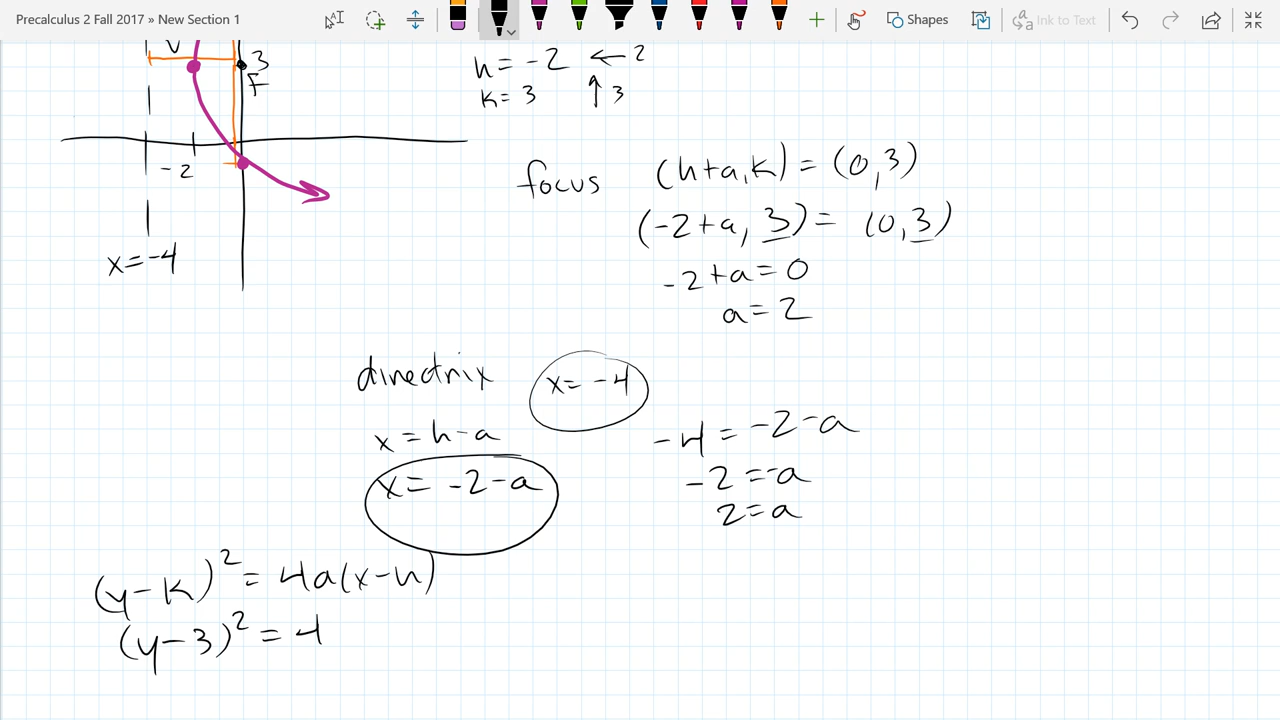 Precalculus 2 Fall 2017 » New Section 1
Shapes
Ink to Text
V
3
F
-2
x=-4
h=-2 ←2
k=3 ↑3
focus (h+a,k)=(0,3)
(-2+a, 3)=(0,3)
-2+a=0
a=2
directrix x=-4
x=h-a
x=-2-a
-4=-2-a
-2=-a
2=a
(y-k)²=4a(x-h)
(y-3)²=4